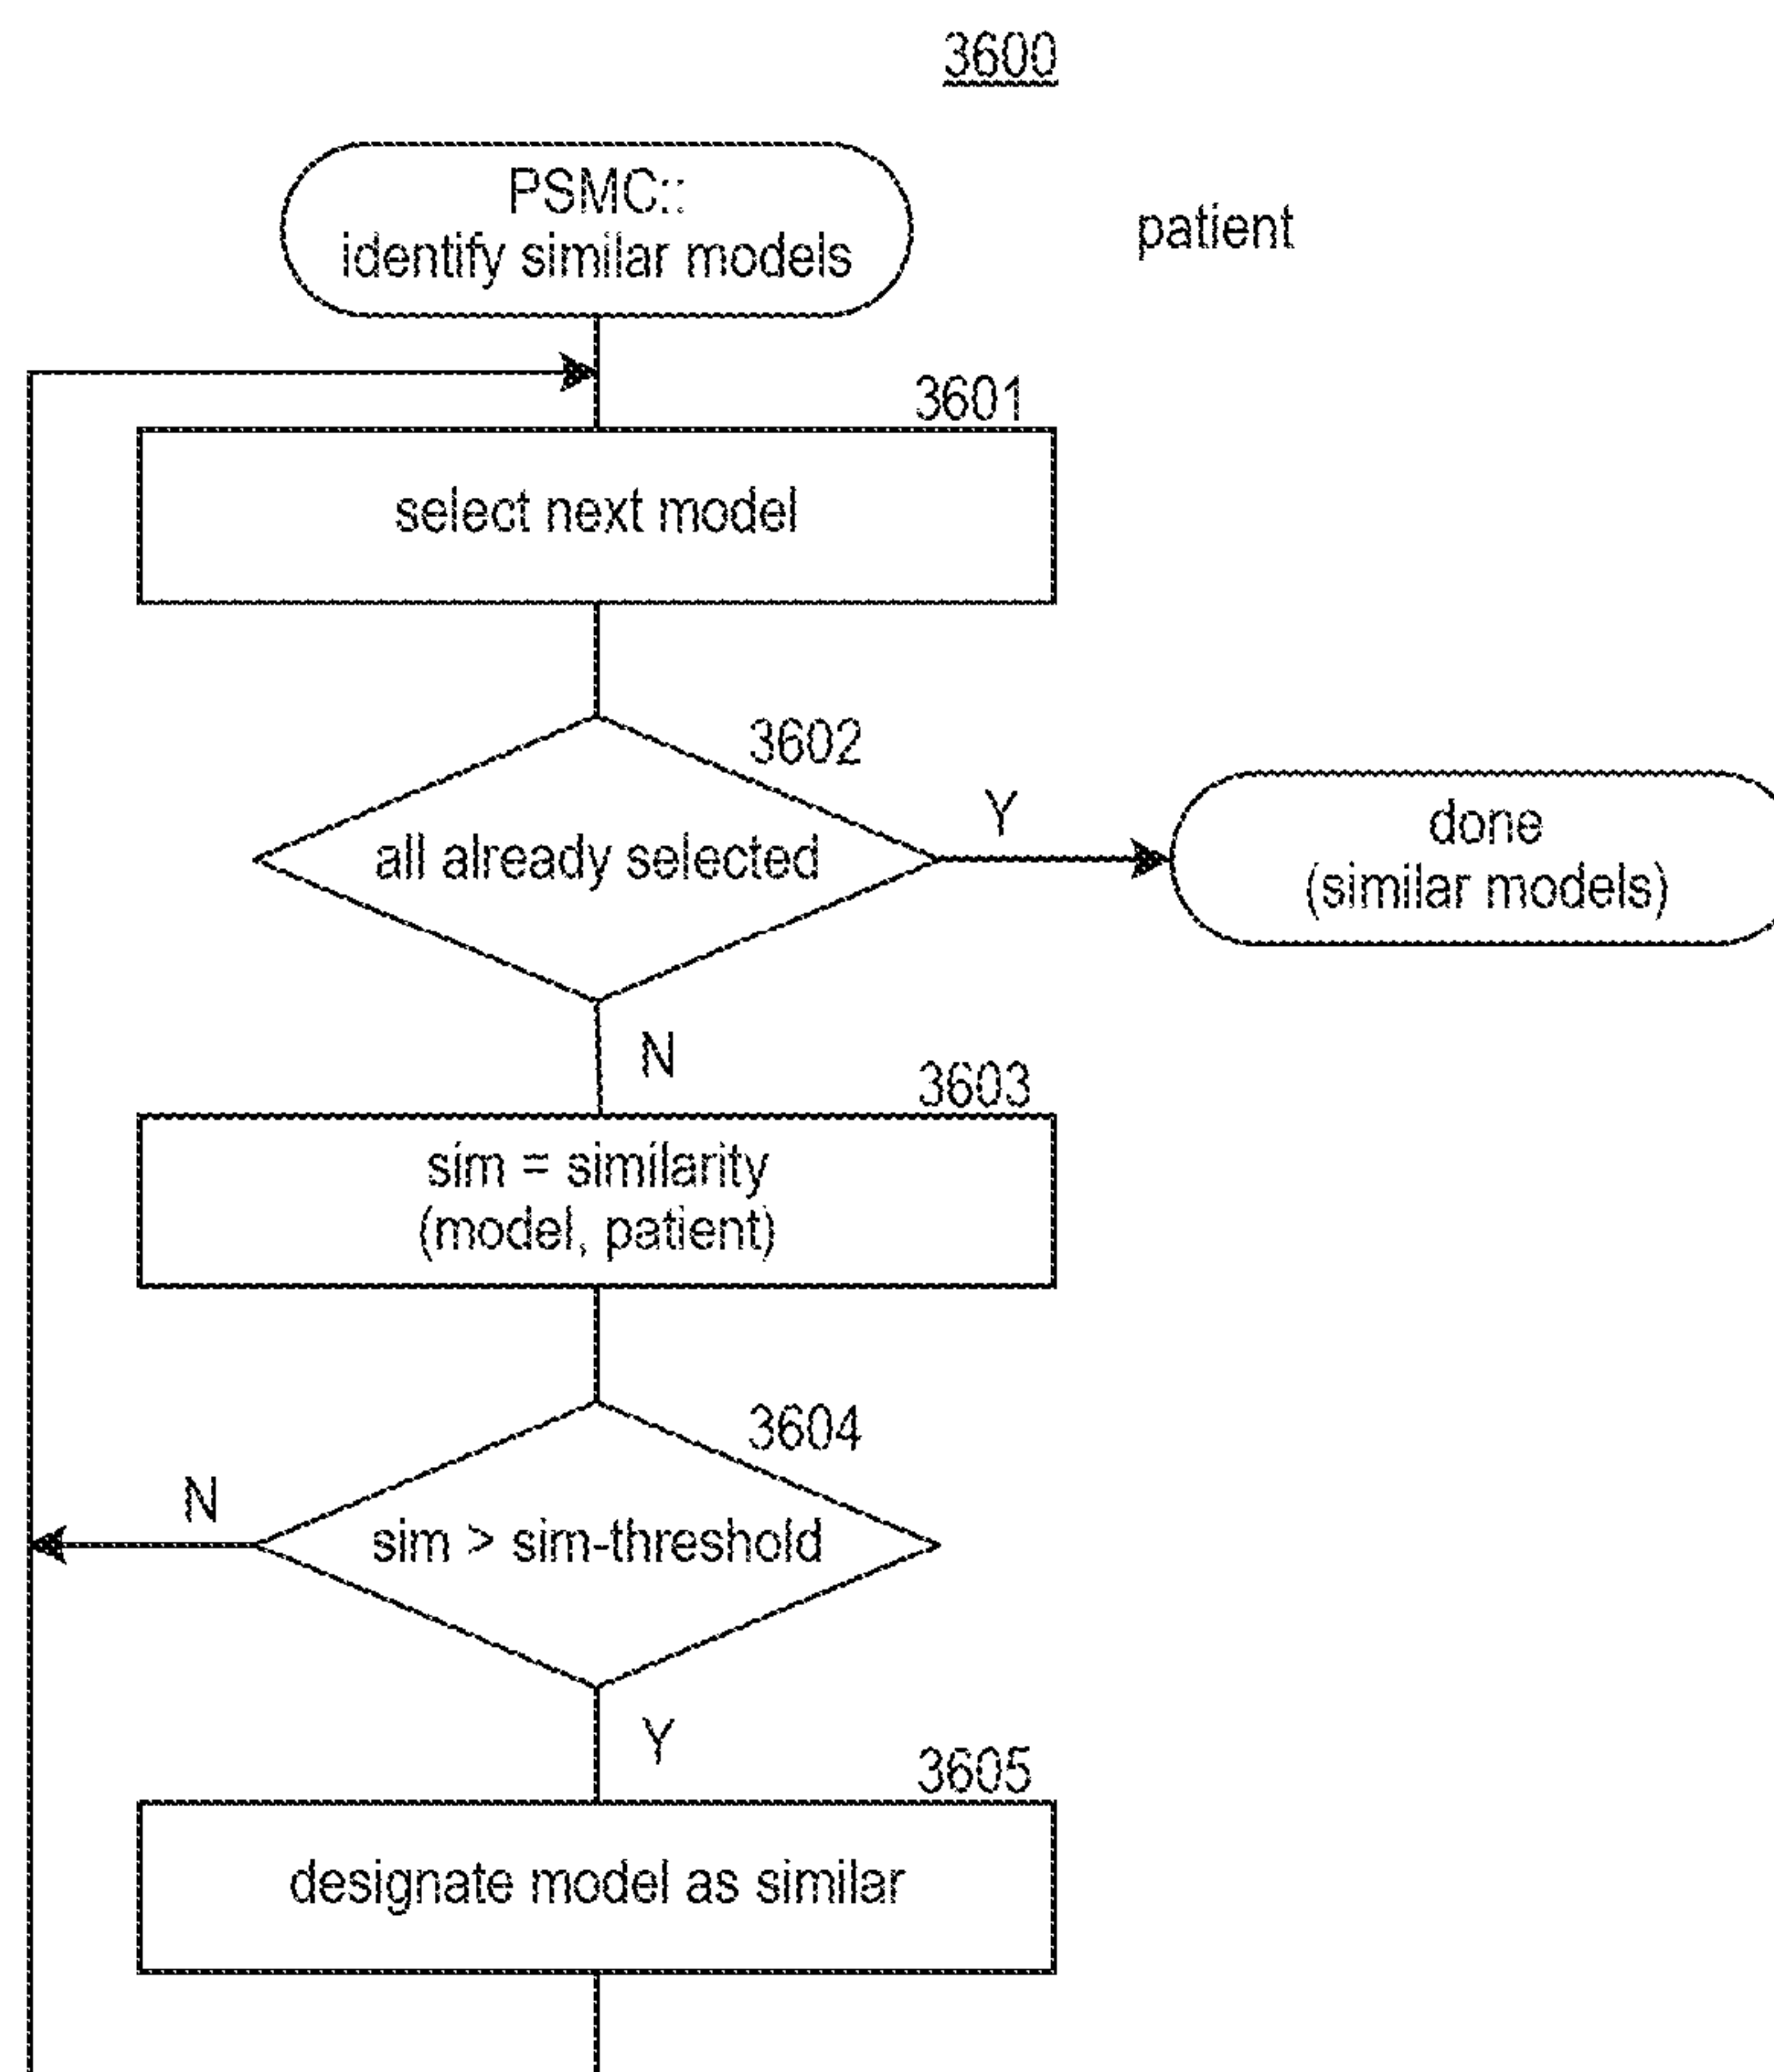 3600
PSMC::
identify similar models
patient
3601
select next model
3602
all already selected
Y
done
(similar models)
N
3603
sim = similarity
(model, patient)
3604
N
sim > sim-threshold
Y
3605
designate model as similar